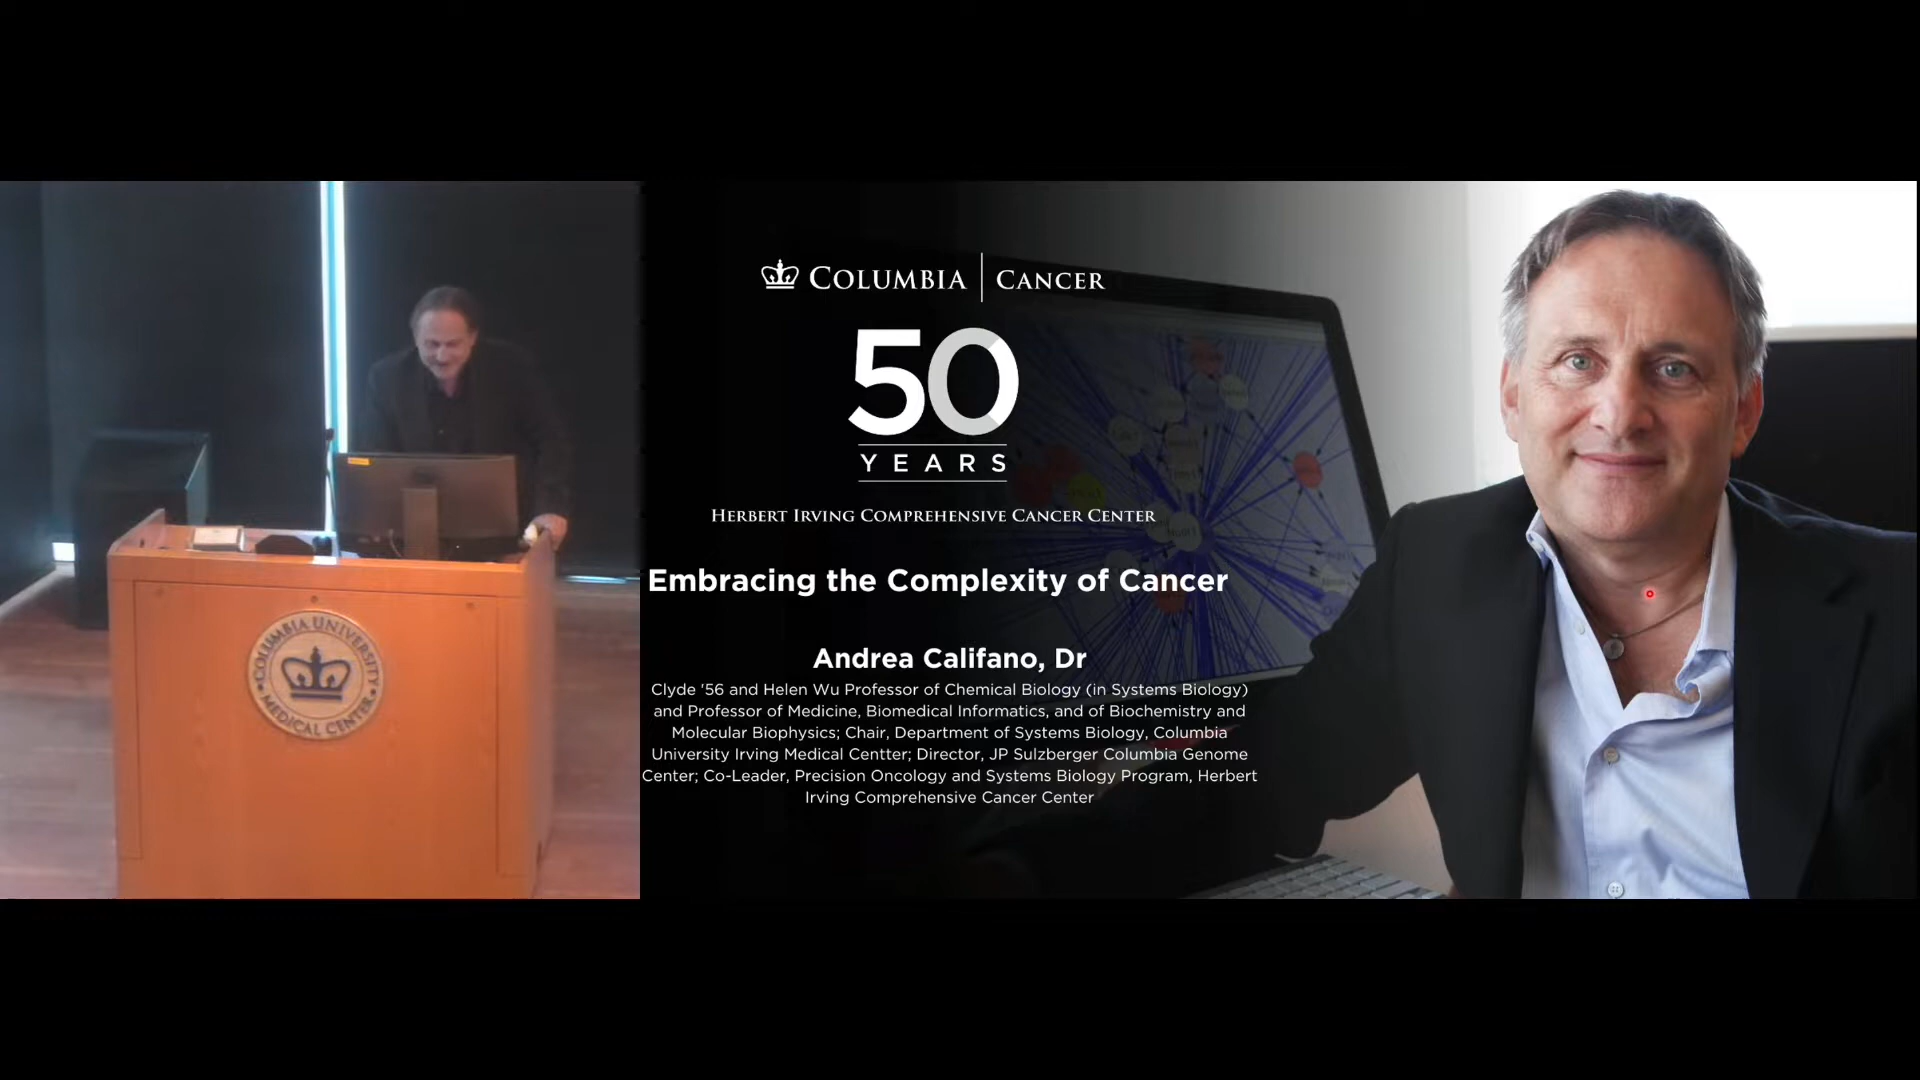 COLUMBIA | CANCER
50
YEARS
HERBERT IRVING COMPREHENSIVE CANCER CENTER
Embracing the Complexity of Cancer
Andrea Califano, Dr
Clyde '56 and Helen Wu Professor of Chemical Biology (in Systems Biology)
and Professor of Medicine, Biomedical Informatics, and of Biochemistry and
Molecular Biophysics; Chair, Department of Systems Biology, Columbia
University Irving Medical Centter; Director, JP Sulzberger Columbia Genome
Center; Co-Leader, Precision Oncology and Systems Biology Program, Herbert
Irving Comprehensive Cancer Center
COLUMBIA UNIVERSITY
MEDICAL CENTER